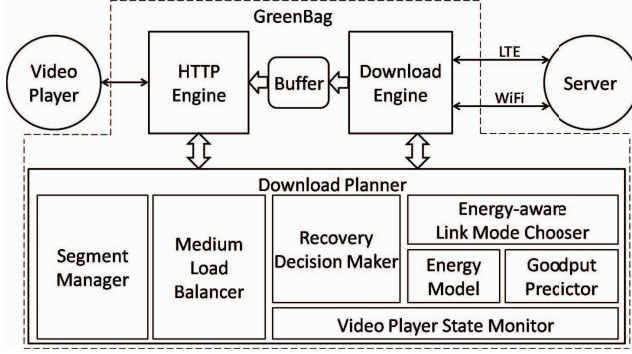 GreenBag
Video
Player
HTTP
Engine
Buffer
Download
Engine
LTE
WiFi
Server
Download Planner
Segment
Manager
Medium
Load
Balancer
Recovery
Decision Maker
Energy-aware
Link Mode Chooser
Energy
Model
Goodput
Precictor
Video Player State Monitor